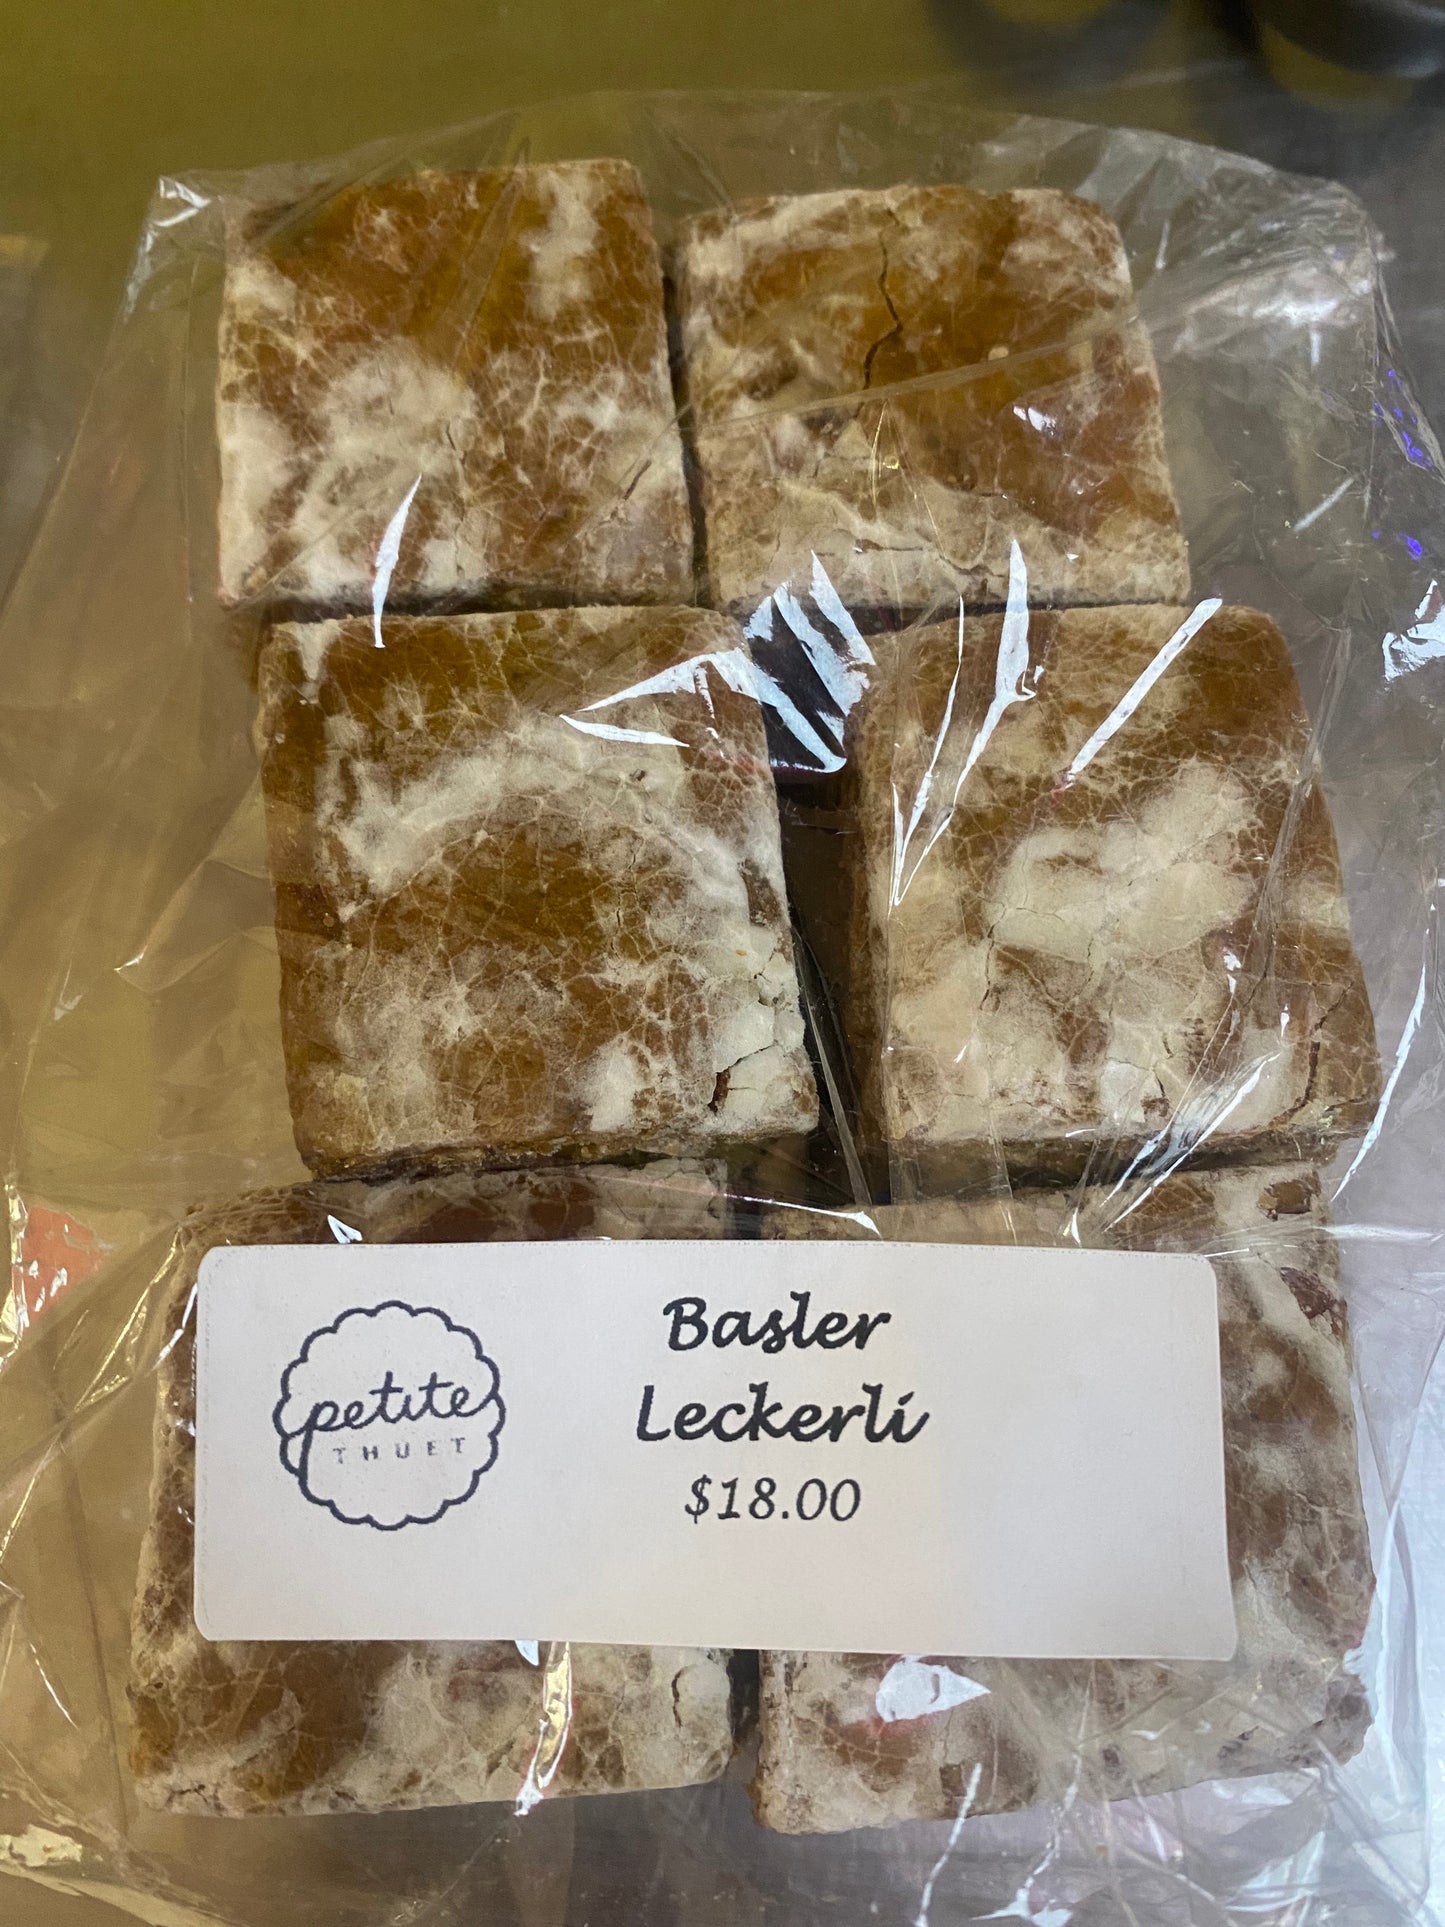 petite
THUET
Basler
Leckerli
$18.00